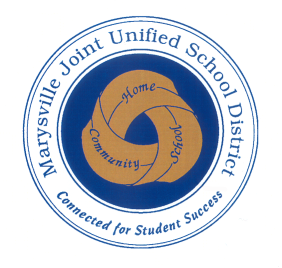 Marysville Joint Unified School District
Home
Community
School
Connected for Student Success